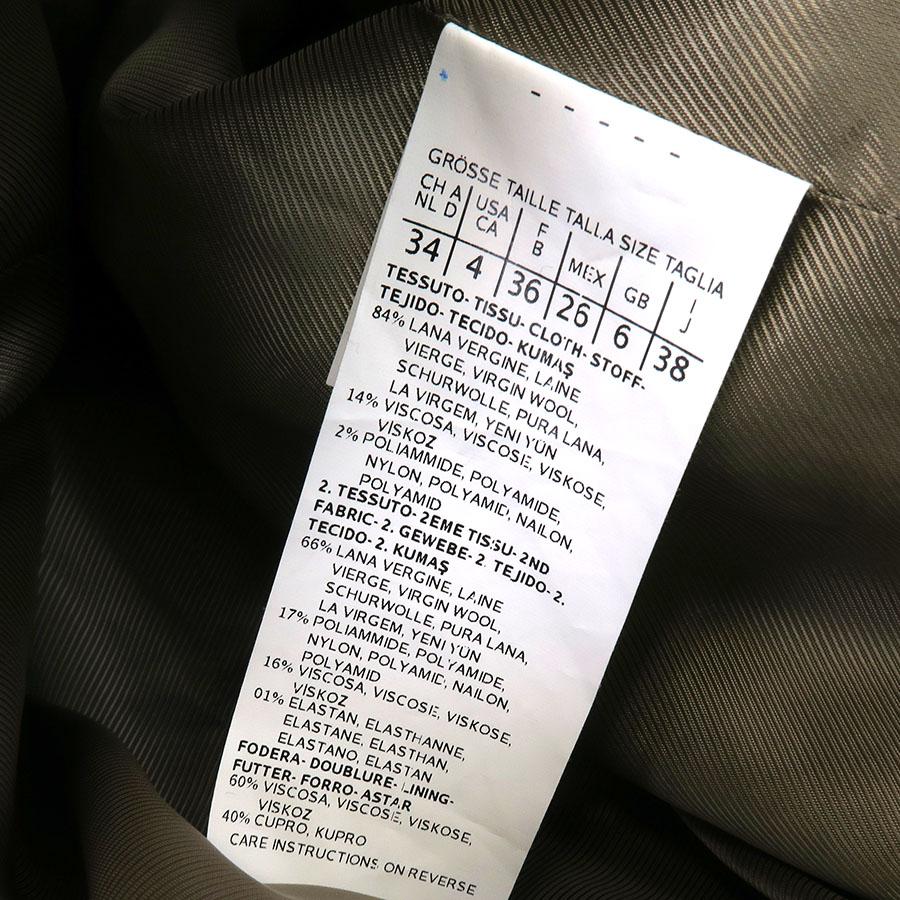 GRÖSSE TAILLE TALLA SIZE TAGLIA
CH A NL D USA CA F B MEX GB I J
34 4 36 26 6 38
TESSUTO- TISSU- CLOTH- STOFF-
TEJIDO- TECIDO- KUMAŞ
84% LANA VERGINE, LAINE
VIERGE, VIRGIN WOOL,
SCHURWOLLE, PURA LANA,
LA VIRGEM, YENI YÜN
14% VISCOSA, VISCOSE, VISKOSE,
VISKOZ
2% POLIAMMIDE, POLYAMIDE,
NYLON, POLYAMID, NAILON,
POLYAMID
2. TESSUTO- 2EME TISSU- 2ND
FABRIC- 2. GEWEBE- 2. TEJIDO- 2.
TECIDO- 2. KUMAŞ
66% LANA VERGINE, LAINE
VIERGE, VIRGIN WOOL,
SCHURWOLLE, PURA LANA,
LA VIRGEM, YENI YÜN
17% POLIAMMIDE, POLYAMIDE,
NYLON, POLYAMID, NAILON,
POLYAMID
16% VISCOSA, VISCOSE, VISKOSE,
VISKOZ
01% ELASTAN, ELASTHANNE,
ELASTANE, ELASTHAN,
ELASTANO, ELASTAN
FODERA- DOUBLURE- LINING-
FUTTER- FORRO- ASTAR
60% VISCOSA, VISCOSE, VISKOSE,
VISKOZ
40% CUPRO, KUPRO
CARE INSTRUCTIONS ON REVERSE